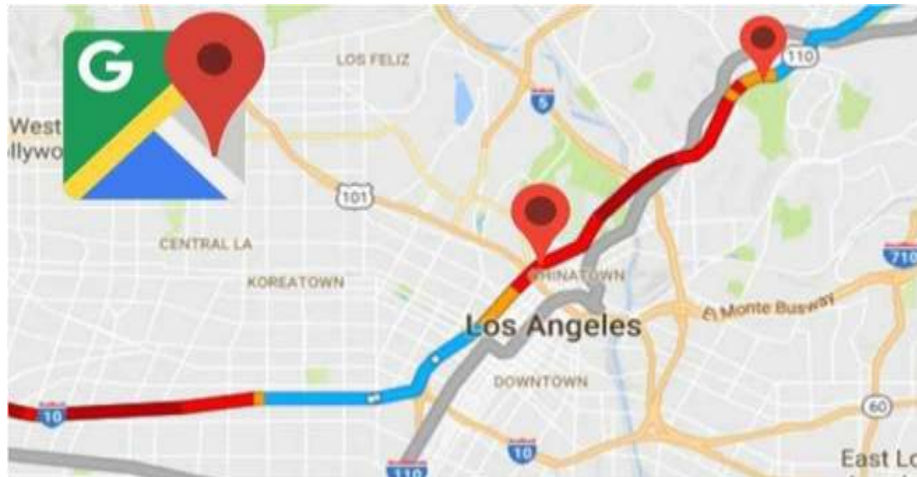 G
LOS FELIZ
110
5
West
ollywo
101
CENTRAL LA
KOREATOWN
CHINATOWN
710
El Monte Busway
Los Angeles
DOWNTOWN
10
60
10
110
East Lo